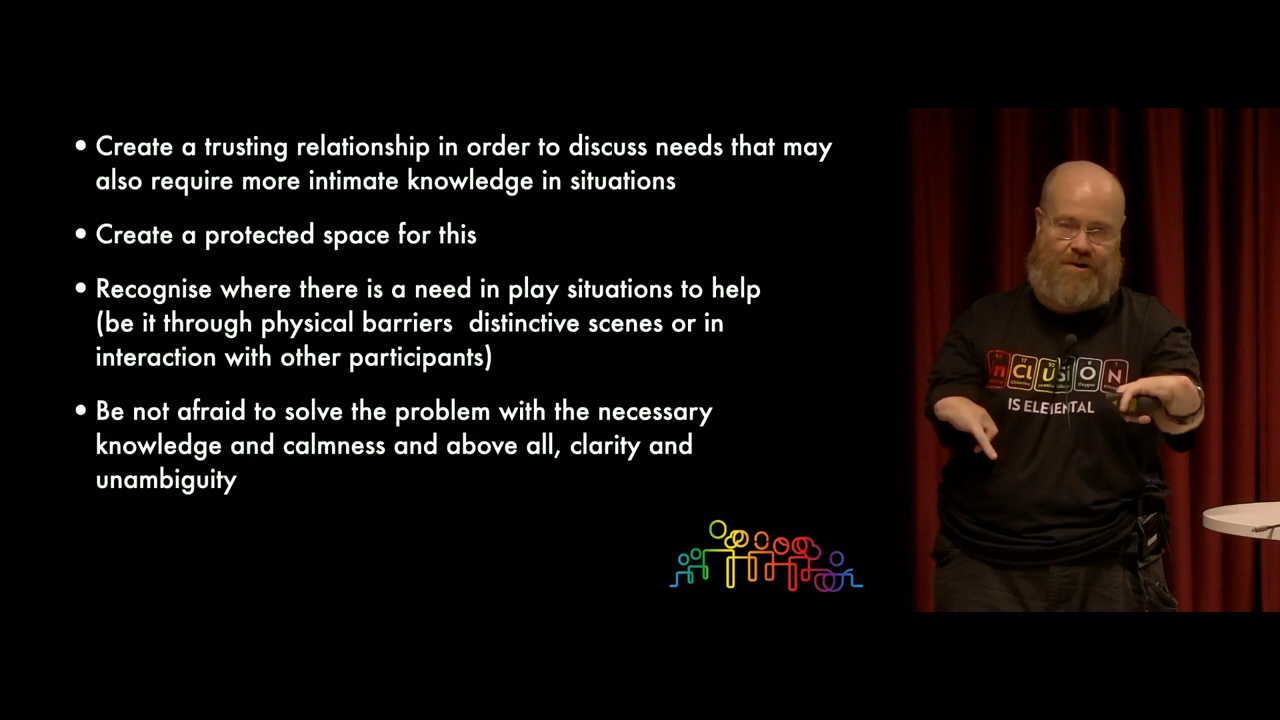 • Create a trusting relationship in order to discuss needs that may
also require more intimate knowledge in situations
• Create a protected space for this
• Recognise where there is a need in play situations to help
(be it through physical barriers  distinctive scenes or in
interaction with other participants)
• Be not afraid to solve the problem with the necessary
knowledge and calmness and above all, clarity and
unambiguity
InClUSiON
IS ELEMENTAL